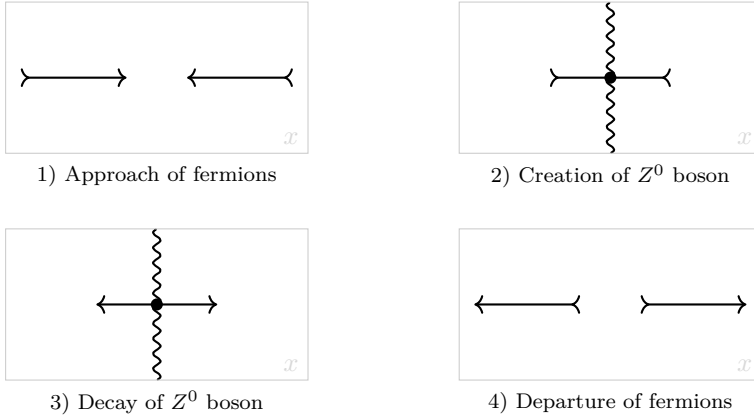 x
1) Approach of fermions
x
2) Creation of Z⁰ boson
x
3) Decay of Z⁰ boson
x
4) Departure of fermions